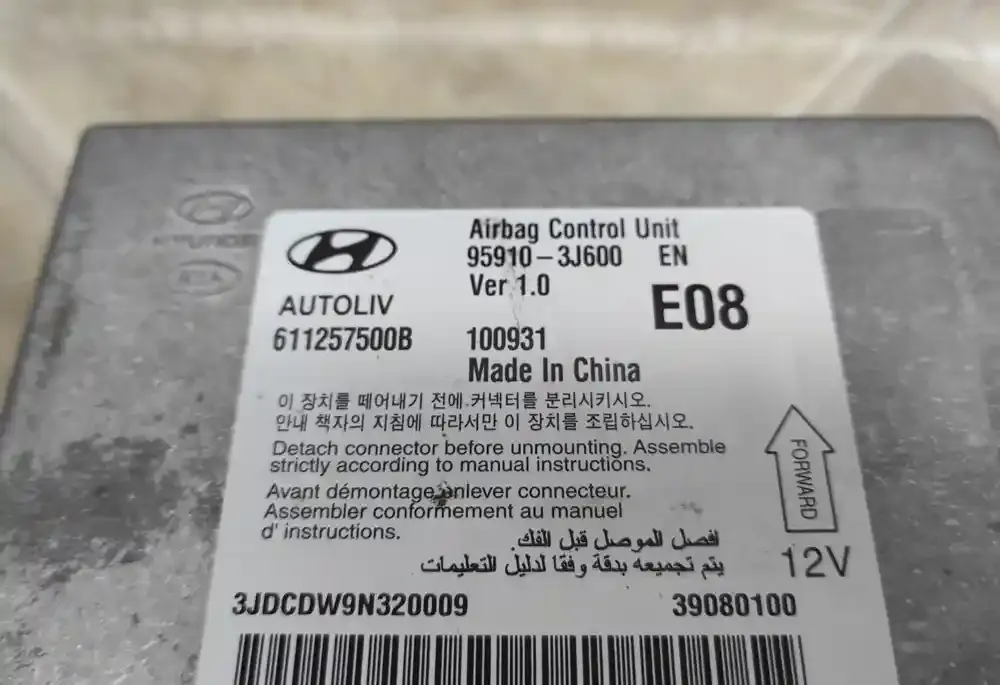 Airbag Control Unit
95910-3J600 EN
Ver 1.0
E08
AUTOLIV
611257500B 100931
Made In China
이 장치를 떼어내기 전에 커넥터를 분리시키시오.
안내 책자의 지침에 따라서만 이 장치를 조립하십시오.
Detach connector before unmounting. Assemble
strictly according to manual instructions.
Avant démontage enlever connecteur.
Assembler conformement au manuel
d' instructions.
افصل الموصل قبل الفك.
يتم تجميعه بدقة وفقا لدليل التعليمات
FORWARD
12V
3JDCDW9N320009 39080100